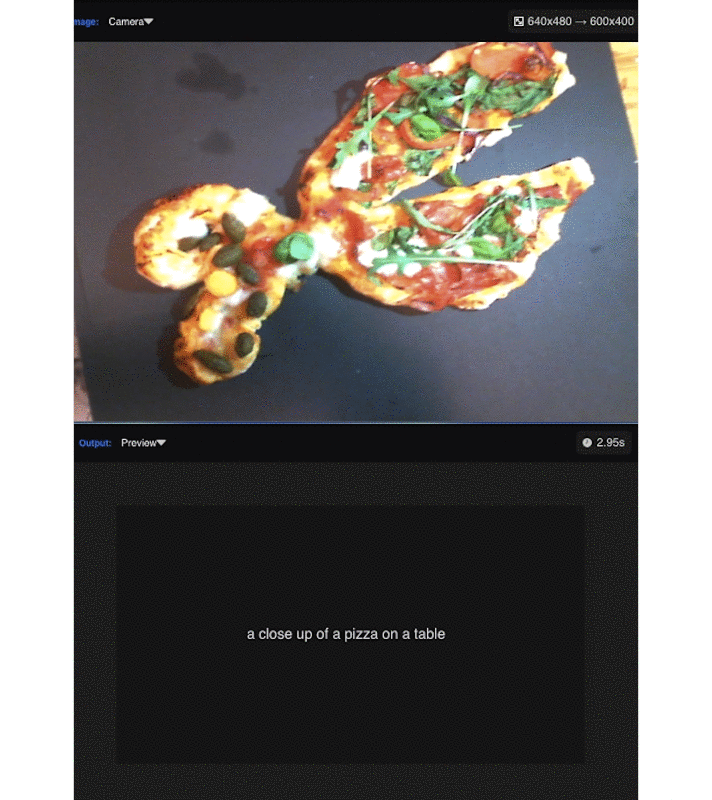 mage: Camera
640x480 → 600x400
Output: Preview
2.95s
a close up of a pizza on a table